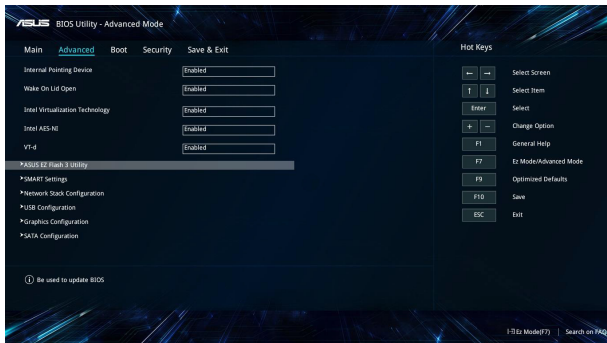 ASUS BIOS Utility - Advanced Mode
Main Advanced Boot Security Save & Exit
Internal Pointing Device Enabled
Wake On Lid Open Enabled
Intel Virtualization Technology Enabled
Intel AES-NI Enabled
VT-d Enabled
ASUS EZ Flash 3 Utility
SMART Settings
Network Stack Configuration
USB Configuration
Graphics Configuration
SATA Configuration
Be used to update BIOS
Hot Keys
← → Select Screen
↑ ↓ Select Item
Enter Select
+ − Change Option
F1 General Help
F7 Ez Mode/Advanced Mode
F9 Optimized Defaults
F10 Save
ESC Exit
Ez Mode(F7) | Search on FAQ